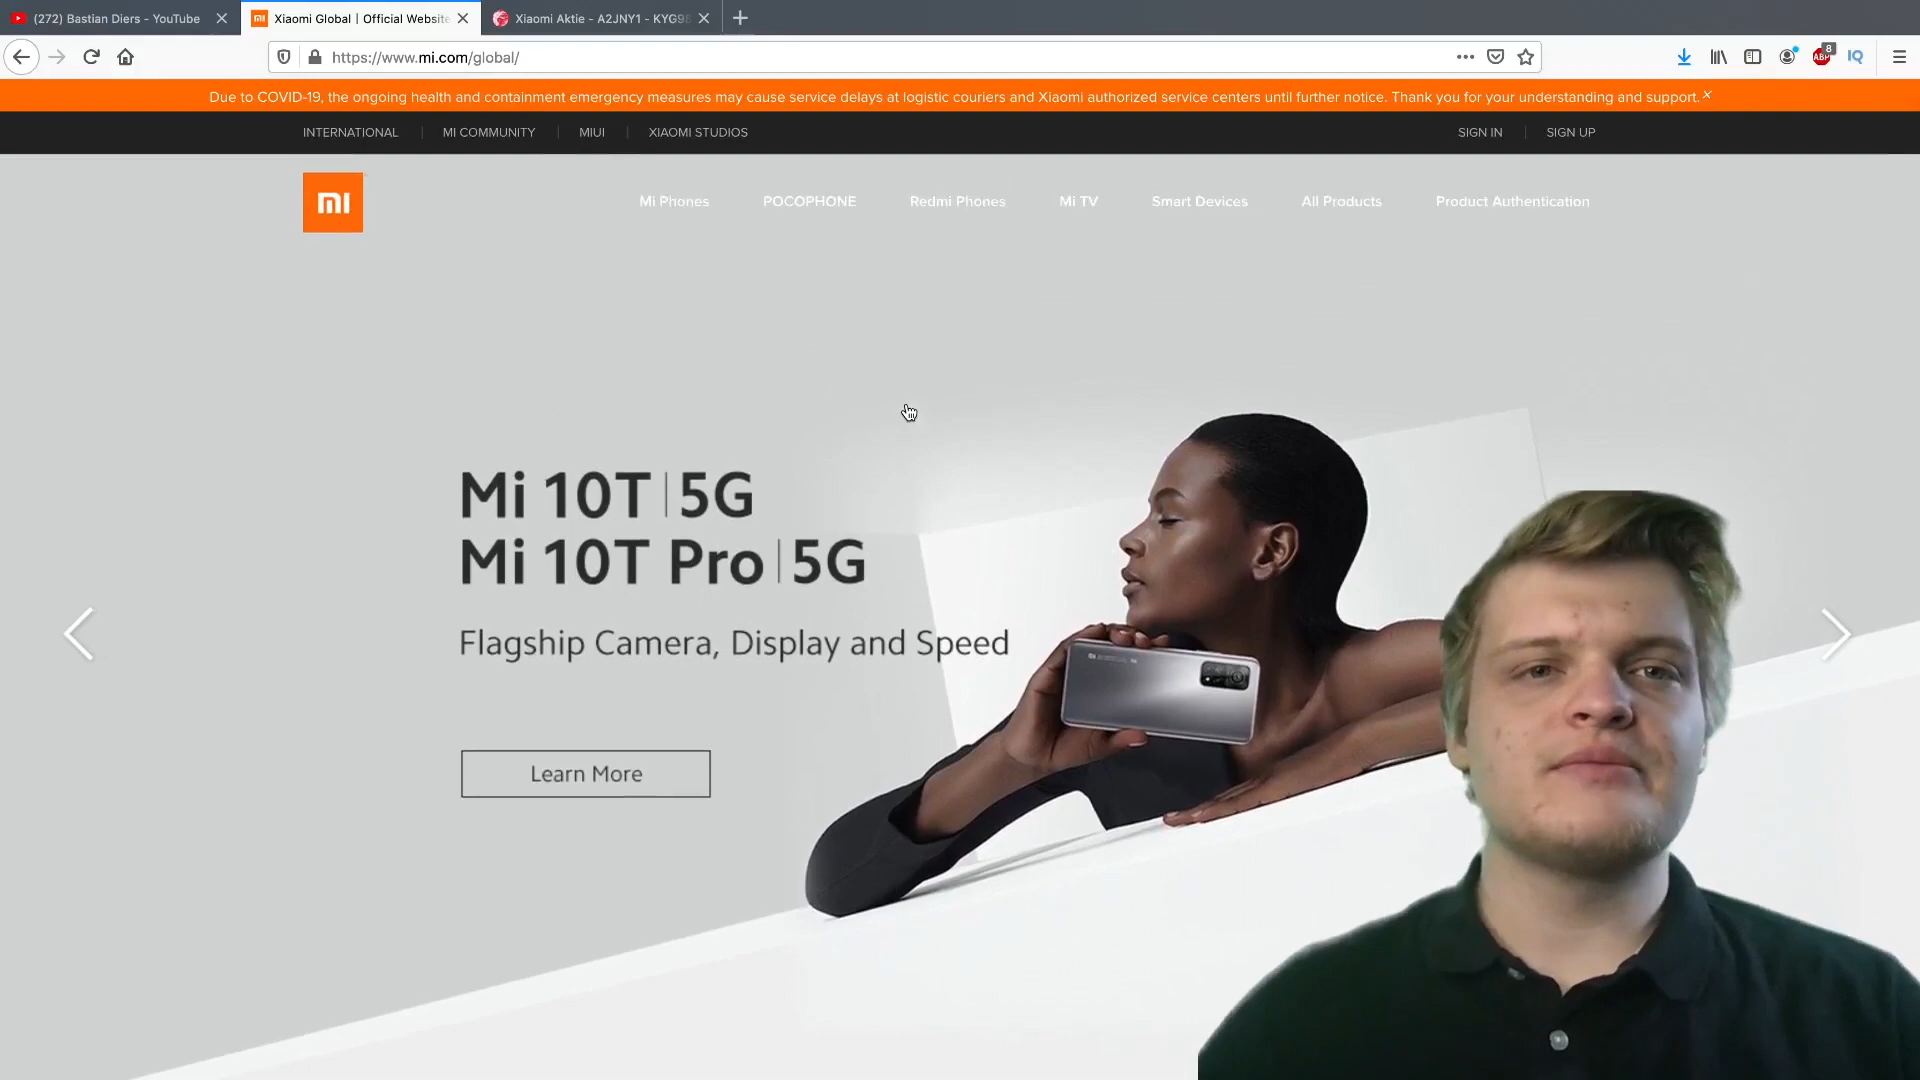 (272) Bastian Diers - YouTube
Xiaomi Global | Official Website
Xiaomi Aktie - A2JNY1 - KYG98
https://www.mi.com/global/
8
ABP
IQ
Due to COVID-19, the ongoing health and containment emergency measures may cause service delays at logistic couriers and Xiaomi authorized service centers until further notice. Thank you for your understanding and support.
INTERNATIONAL | MI COMMUNITY | MIUI | XIAOMI STUDIOS
SIGN IN | SIGN UP
mi
Mi Phones
POCOPHONE
Redmi Phones
Mi TV
Smart Devices
All Products
Product Authentication
Mi 10T|5G
Mi 10T Pro|5G
Flagship Camera, Display and Speed
Learn More